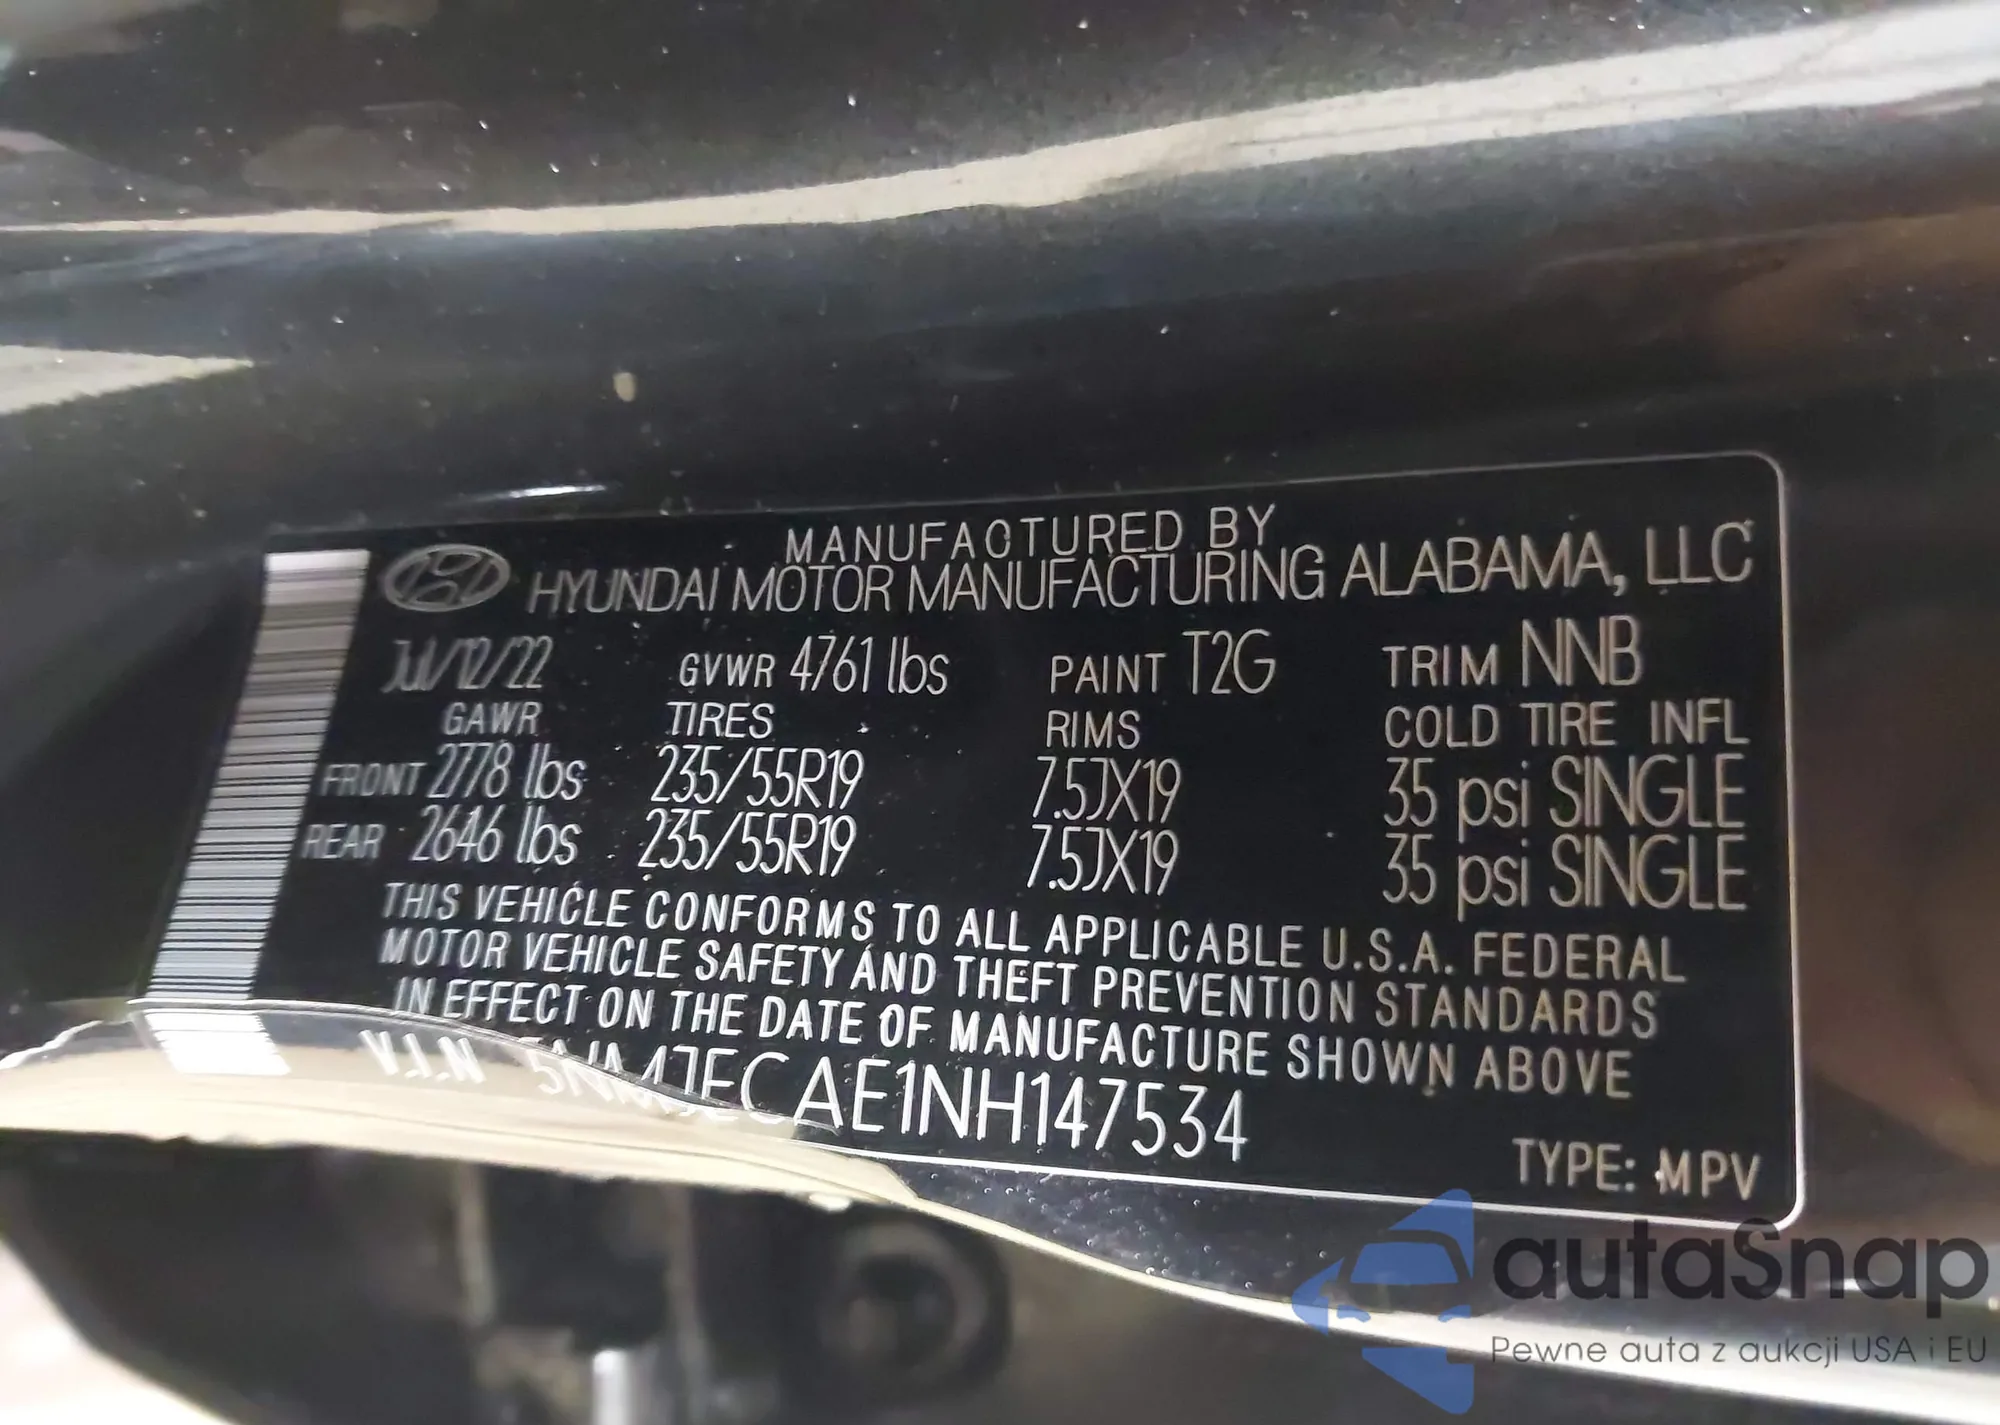 MANUFACTURED BY
HYUNDAI MOTOR MANUFACTURING ALABAMA, LLC
Jul/12/22 GVWR 4761 lbs PAINT T2G TRIM NNB
GAWR TIRES RIMS COLD TIRE INFL
FRONT 2778 lbs 235/55R19 7.5JX19 35 psi SINGLE
REAR 2646 lbs 235/55R19 7.5JX19 35 psi SINGLE
THIS VEHICLE CONFORMS TO ALL APPLICABLE U.S.A. FEDERAL
MOTOR VEHICLE SAFETY AND THEFT PREVENTION STANDARDS
IN EFFECT ON THE DATE OF MANUFACTURE SHOWN ABOVE
V.I.N 5NMJECAE1NH147534
TYPE: MPV
autaSnap
Pewne auta z aukcji USA i EU